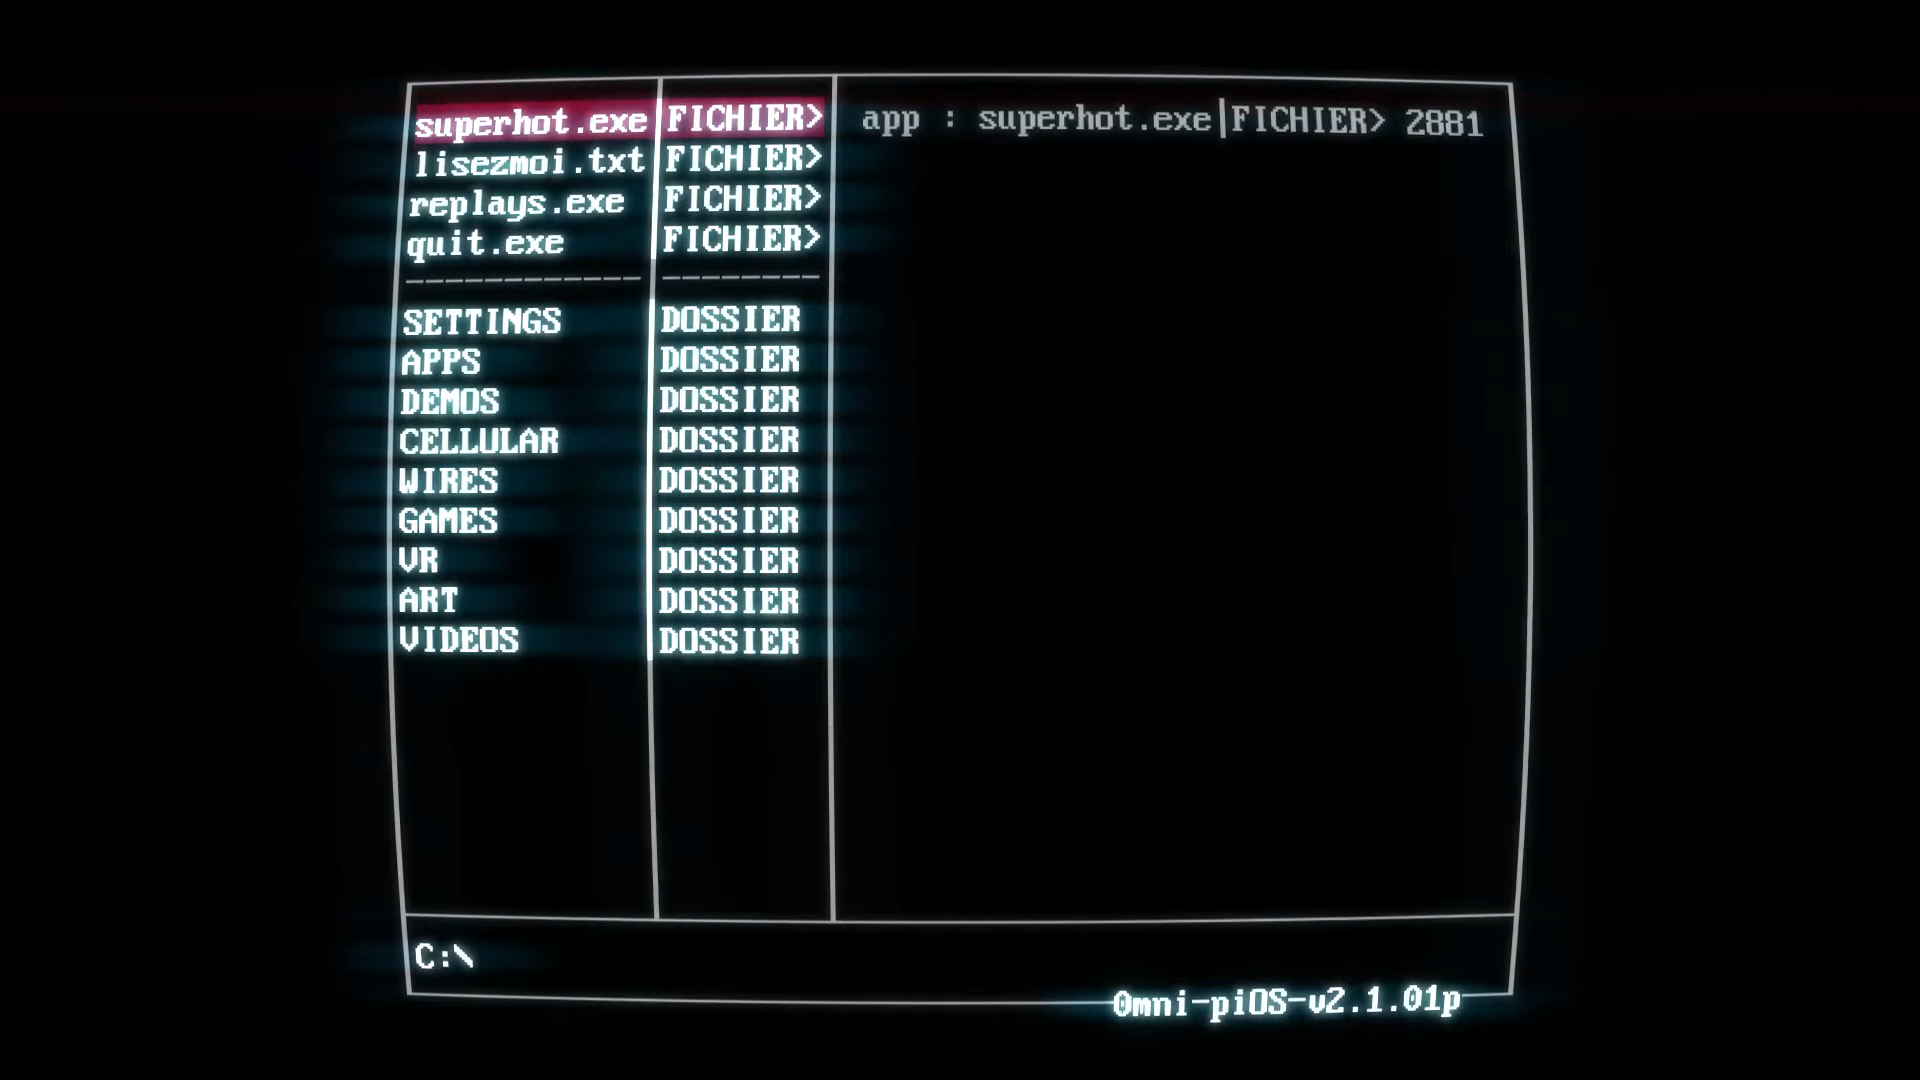 superhot.exe FICHIER> app : superhot.exe|FICHIER> 2881
lisezmoi.txt FICHIER>
replays.exe FICHIER>
quit.exe FICHIER>
------------ --------
SETTINGS DOSSIER
APPS DOSSIER
DEMOS DOSSIER
CELLULAR DOSSIER
WIRES DOSSIER
GAMES DOSSIER
VR DOSSIER
ART DOSSIER
VIDEOS DOSSIER
C:\
0mni-piOS-v2.1.01p